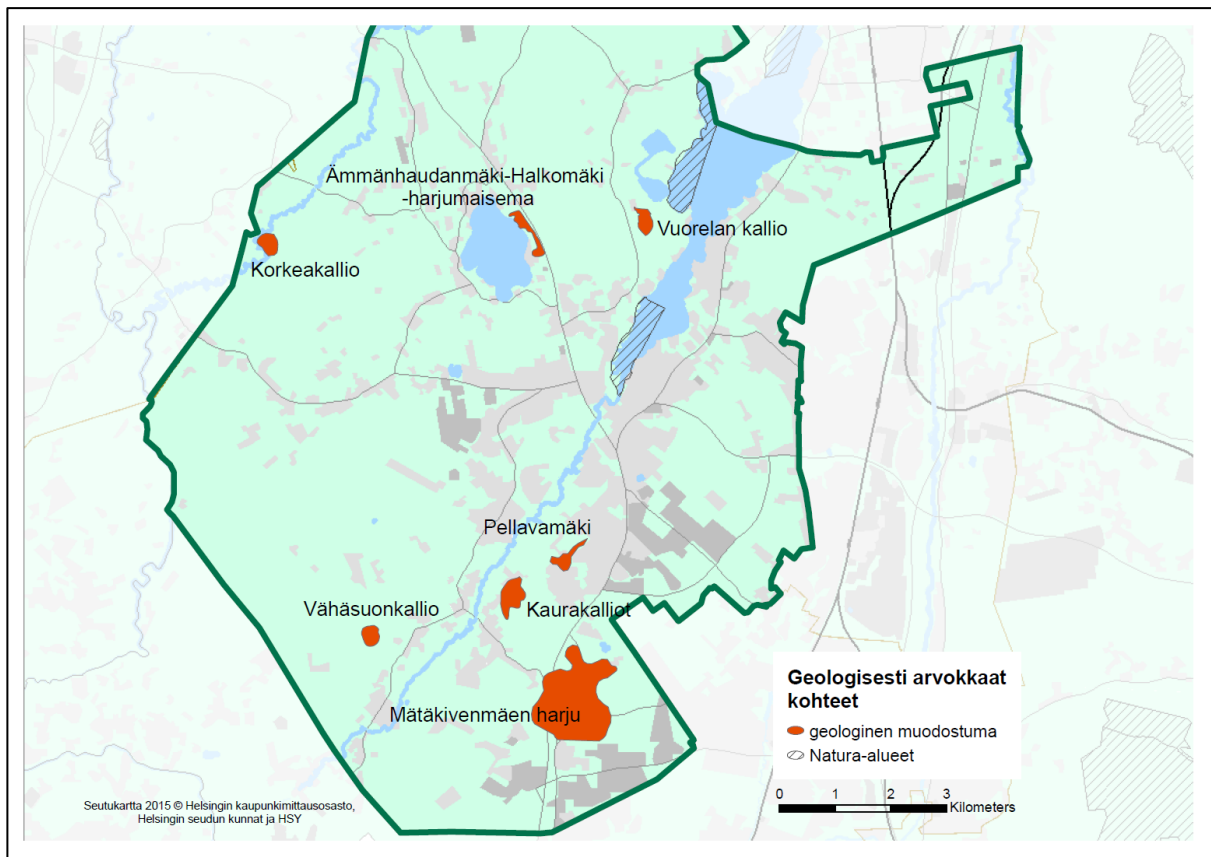 Ämmänhaudanmäki-Halkomäki
-harjumaisema
Vuorelan kallio
Korkeakallio
Pellavamäki
Vähäsuonkallio
Kaurakalliot
Mätäkivenmäen harju
Geologisesti arvokkaat
kohteet
geologinen muodostuma
Natura-alueet
0 1 2 3
Kilometers
Seutukartta 2015 © Helsingin kaupunkimittausosasto,
Helsingin seudun kunnat ja HSY